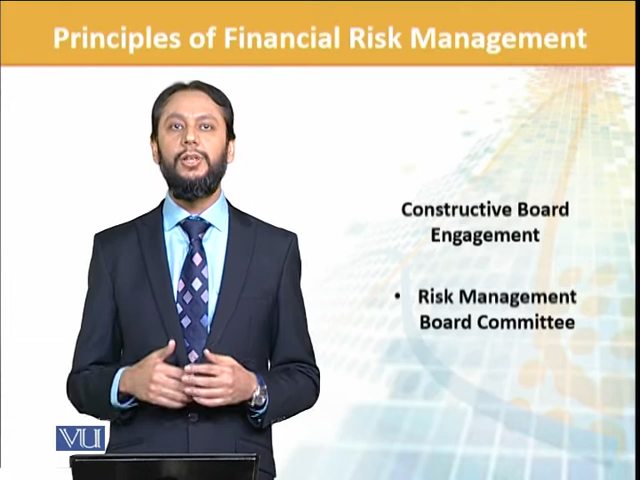 Principles of Financial Risk Management
Constructive Board
Engagement
• Risk Management
Board Committee
VU